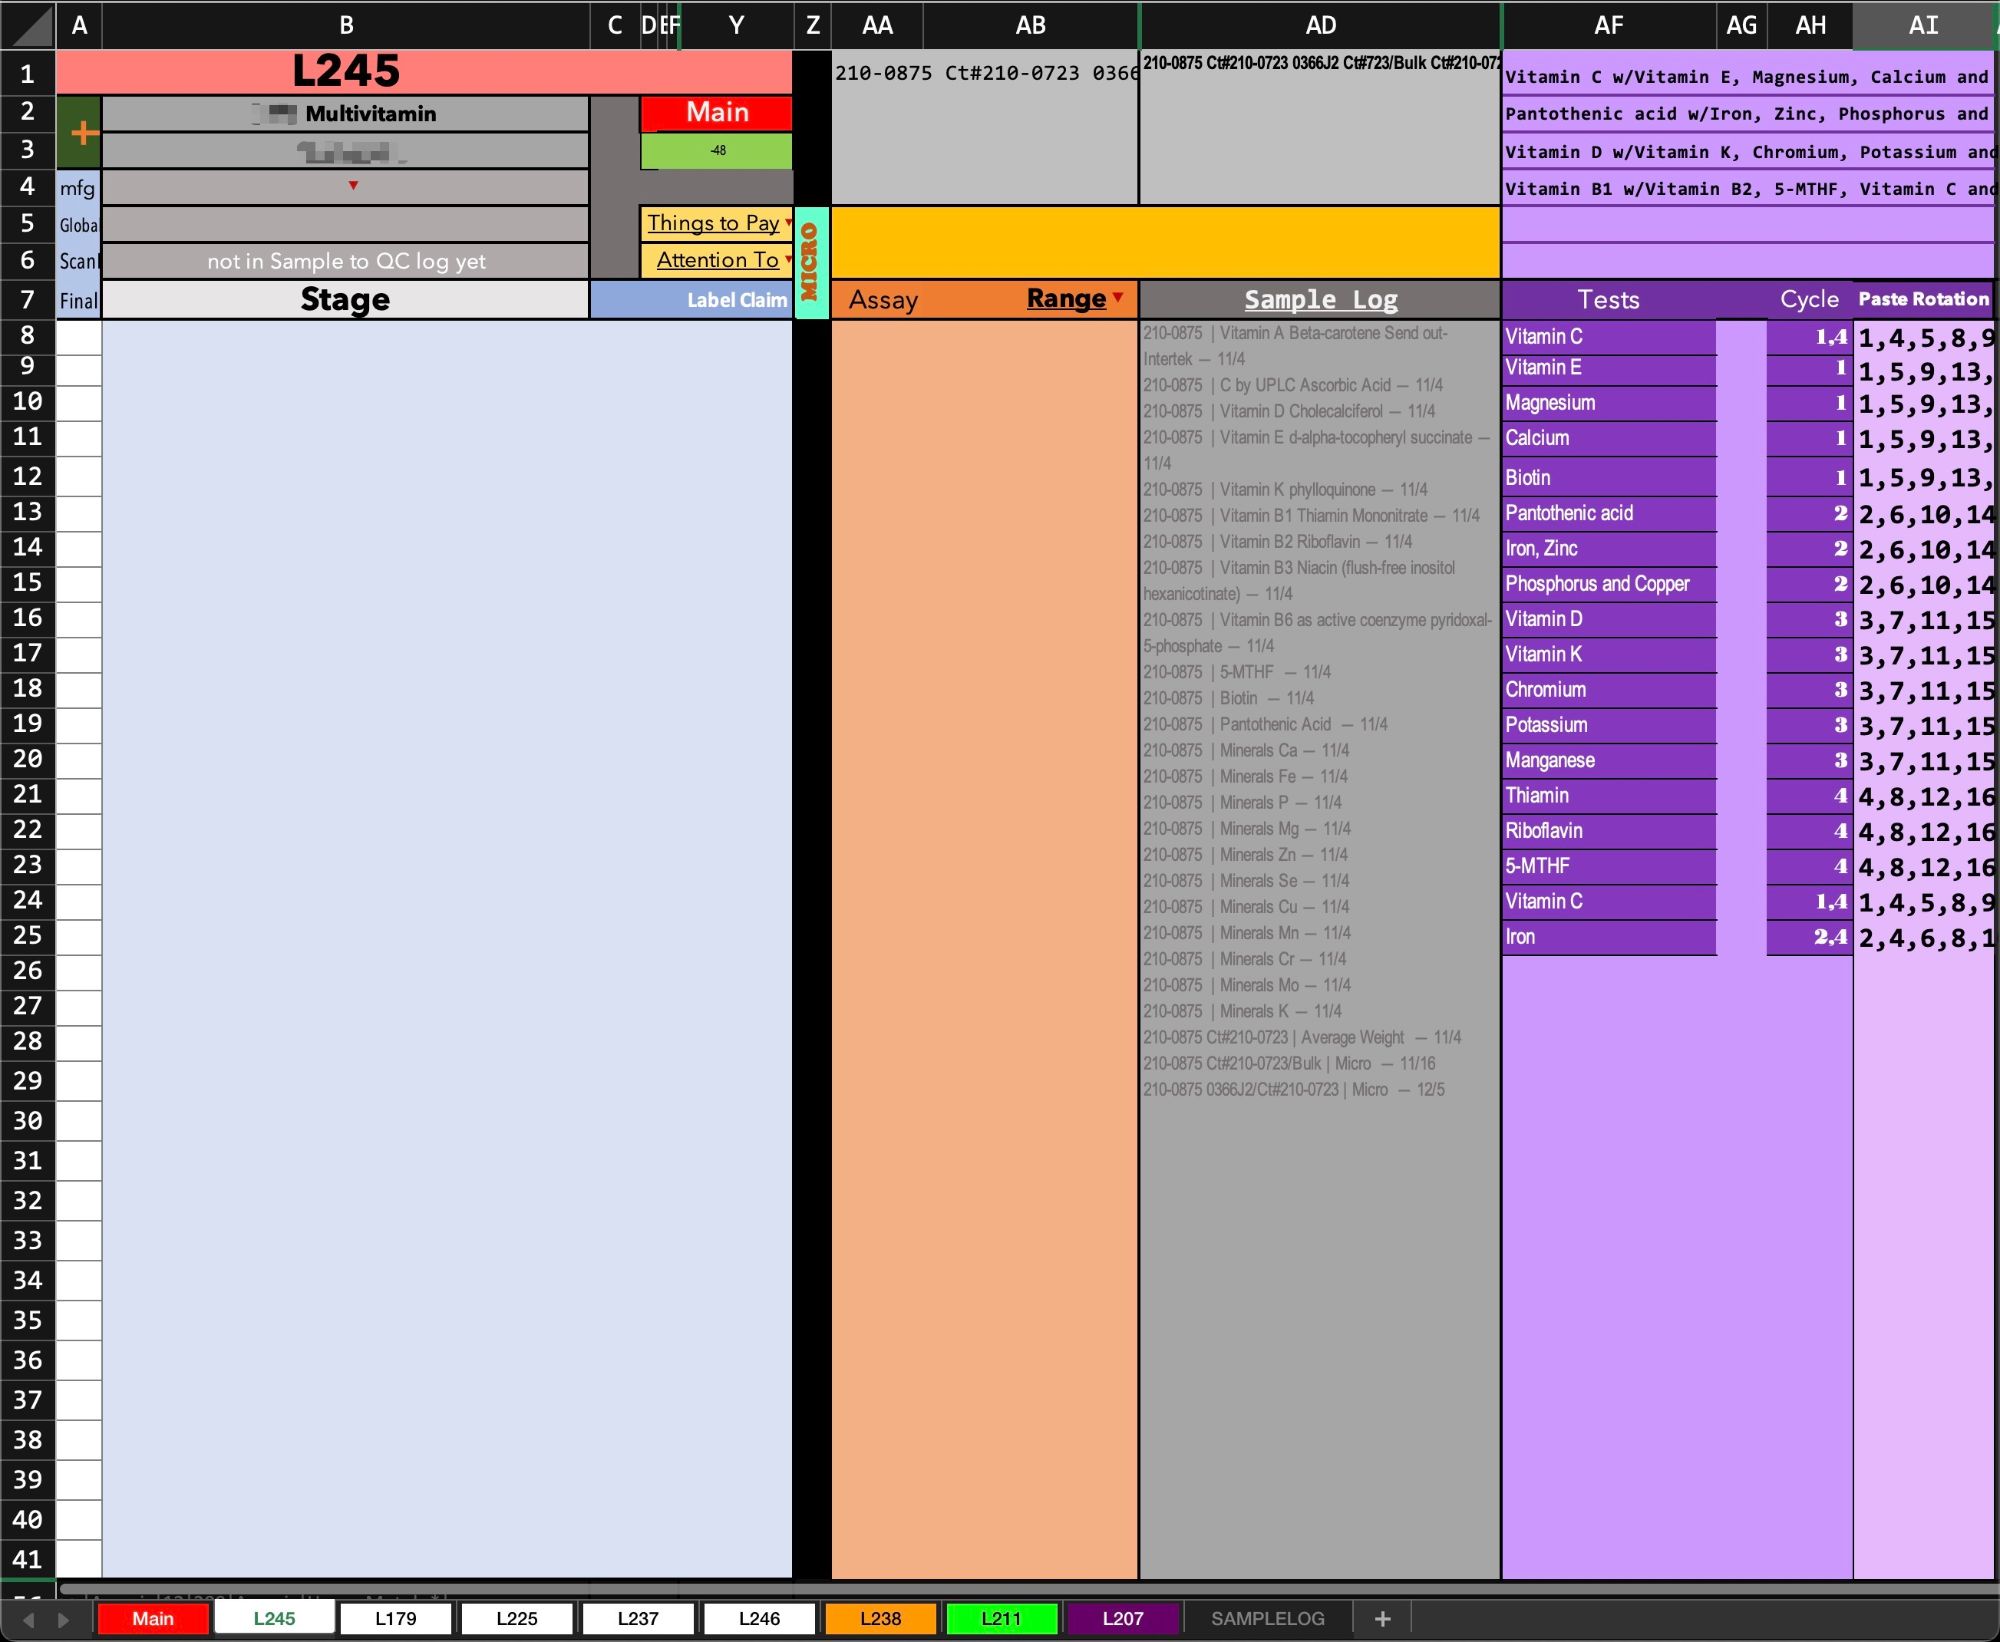 A B C D E F Y Z AA AB AD AF AG AH AI
1 L245 210-0875 Ct#210-0723 0366 210-0875 Ct#210-0723 0366J2 Ct#723/Bulk Ct#210-072 Vitamin C w/Vitamin E, Magnesium, Calcium and
2 Multivitamin Main Pantothenic acid w/Iron, Zinc, Phosphorus and
3 -48 Vitamin D w/Vitamin K, Chromium, Potassium and
4 mfg Vitamin B1 w/Vitamin B2, 5-MTHF, Vitamin C and
5 Globa Things to Pay
6 Scan not in Sample to QC log yet Attention To
MICRO
7 Final Stage Label Claim Assay Range Sample Log Tests Cycle Paste Rotation
210-0875 | Vitamin A Beta-carotene Send out-
Intertek — 11/4
210-0875 | C by UPLC Ascorbic Acid — 11/4
210-0875 | Vitamin D Cholecalciferol — 11/4
210-0875 | Vitamin E d-alpha-tocopheryl succinate —
11/4
210-0875 | Vitamin K phylloquinone — 11/4
210-0875 | Vitamin B1 Thiamin Mononitrate — 11/4
210-0875 | Vitamin B2 Riboflavin — 11/4
210-0875 | Vitamin B3 Niacin (flush-free inositol
hexanicotinate) — 11/4
210-0875 | Vitamin B6 as active coenzyme pyridoxal-
5-phosphate — 11/4
210-0875 | 5-MTHF — 11/4
210-0875 | Biotin — 11/4
210-0875 | Pantothenic Acid — 11/4
210-0875 | Minerals Ca — 11/4
210-0875 | Minerals Fe — 11/4
210-0875 | Minerals P — 11/4
210-0875 | Minerals Mg — 11/4
210-0875 | Minerals Zn — 11/4
210-0875 | Minerals Se — 11/4
210-0875 | Minerals Cu — 11/4
210-0875 | Minerals Mn — 11/4
210-0875 | Minerals Cr — 11/4
210-0875 | Minerals Mo — 11/4
210-0875 | Minerals K — 11/4
210-0875 Ct#210-0723 | Average Weight — 11/4
210-0875 Ct#210-0723/Bulk | Micro — 11/16
210-0875 0366J2/Ct#210-0723 | Micro — 12/5
8 Vitamin C 1,4 1,4,5,8,9
9 Vitamin E 1 1,5,9,13,
10 Magnesium 1 1,5,9,13,
11 Calcium 1 1,5,9,13,
12 Biotin 1 1,5,9,13,
13 Pantothenic acid 2 2,6,10,14
14 Iron, Zinc 2 2,6,10,14
15 Phosphorus and Copper 2 2,6,10,14
16 Vitamin D 3 3,7,11,15
17 Vitamin K 3 3,7,11,15
18 Chromium 3 3,7,11,15
19 Potassium 3 3,7,11,15
20 Manganese 3 3,7,11,15
21 Thiamin 4 4,8,12,16
22 Riboflavin 4 4,8,12,16
23 5-MTHF 4 4,8,12,16
24 Vitamin C 1,4 1,4,5,8,9
25 Iron 2,4 2,4,6,8,1
26
27
28
29
30
31
32
33
34
35
36
37
38
39
40
41
Main L245 L179 L225 L237 L246 L238 L211 L207 SAMPLELOG +